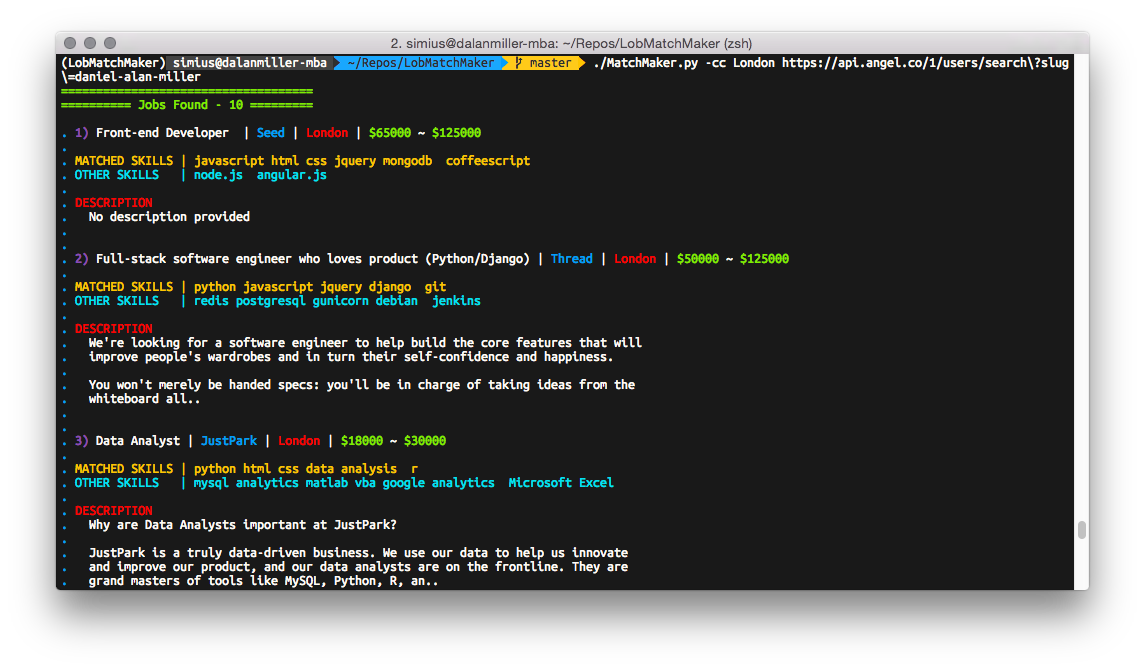 2. simius@dalanmiller-mba: ~/Repos/LobMatchMaker (zsh)
(LobMatchMaker) simius@dalanmiller-mba ~/Repos/LobMatchMaker master ./MatchMaker.py -cc London https://api.angel.co/1/users/search\?slug
\=daniel-alan-miller
====================================
========== Jobs Found - 10 =========
. 1) Front-end Developer | Seed | London | $65000 ~ $125000
.
. MATCHED SKILLS | javascript html css jquery mongodb coffeescript
. OTHER SKILLS | node.js angular.js
.
. DESCRIPTION
. No description provided
.
.
. 2) Full-stack software engineer who loves product (Python/Django) | Thread | London | $50000 ~ $125000
.
. MATCHED SKILLS | python javascript jquery django git
. OTHER SKILLS | redis postgresql gunicorn debian jenkins
.
. DESCRIPTION
. We're looking for a software engineer to help build the core features that will
. improve people's wardrobes and in turn their self-confidence and happiness.
.
. You won't merely be handed specs: you'll be in charge of taking ideas from the
. whiteboard all..
.
.
. 3) Data Analyst | JustPark | London | $18000 ~ $30000
.
. MATCHED SKILLS | python html css data analysis r
. OTHER SKILLS | mysql analytics matlab vba google analytics Microsoft Excel
.
. DESCRIPTION
. Why are Data Analysts important at JustPark?
.
. JustPark is a truly data-driven business. We use our data to help us innovate
. and improve our product, and our data analysts are on the frontline. They are
. grand masters of tools like MySQL, Python, R, an..